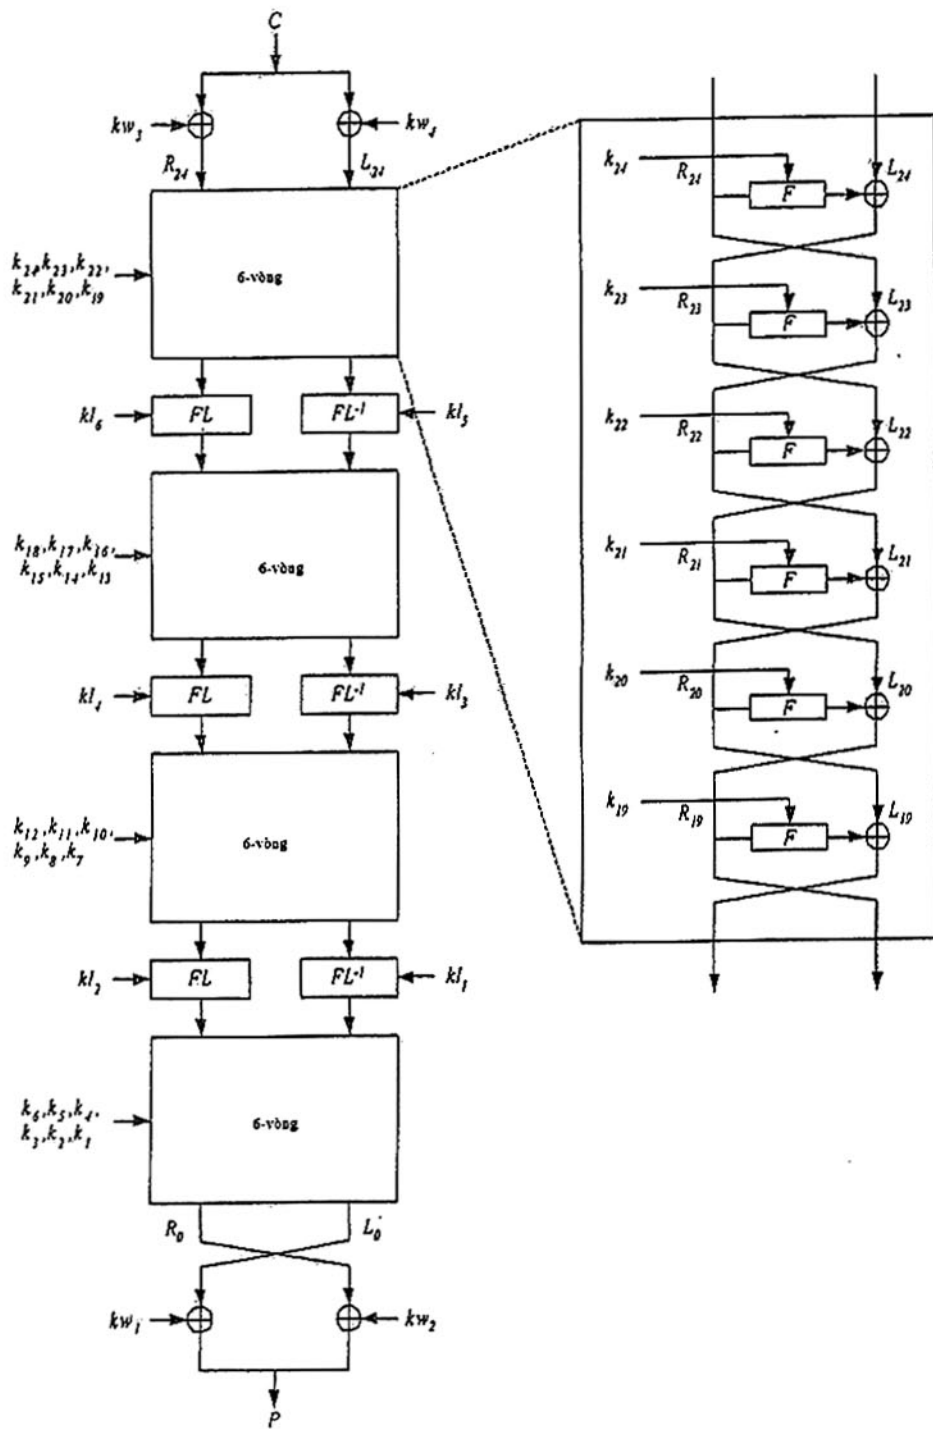 C
kw₃
kw₄
R₂₄
L₂₄
k₂₄,k₂₃,k₂₂,
k₂₁,k₂₀,k₁₉
6-vòng
kl₆
FL
FL⁻¹
kl₅
k₁₈,k₁₇,k₁₆,
k₁₅,k₁₄,k₁₃
6-vòng
kl₄
FL
FL⁻¹
kl₃
k₁₂,k₁₁,k₁₀,
k₉,k₈,k₇
6-vòng
kl₂
FL
FL⁻¹
kl₁
k₆,k₅,k₄,
k₃,k₂,k₁
6-vòng
R₀
L₀
kw₁
kw₂
P
k₂₄
R₂₄
F
L₂₄
k₂₃
R₂₃
F
L₂₃
k₂₂
R₂₂
F
L₂₂
k₂₁
R₂₁
F
L₂₁
k₂₀
R₂₀
F
L₂₀
k₁₉
R₁₉
F
L₁₉